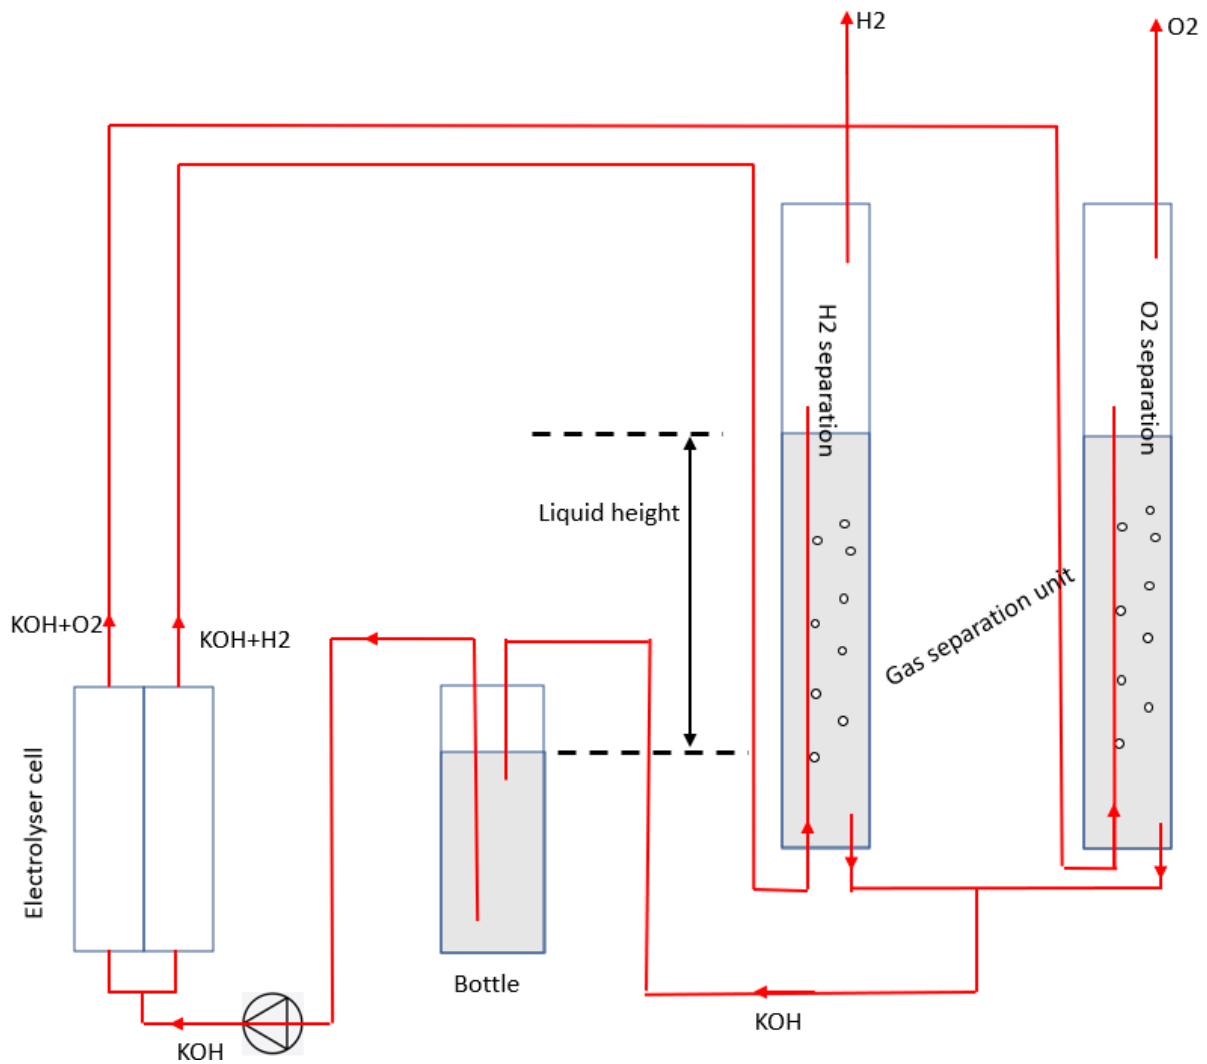 H2
O2
H2 separation
O2 separation
Liquid height
Gas separation unit
KOH+O2
KOH+H2
Electrolyser cell
Bottle
KOH
KOH